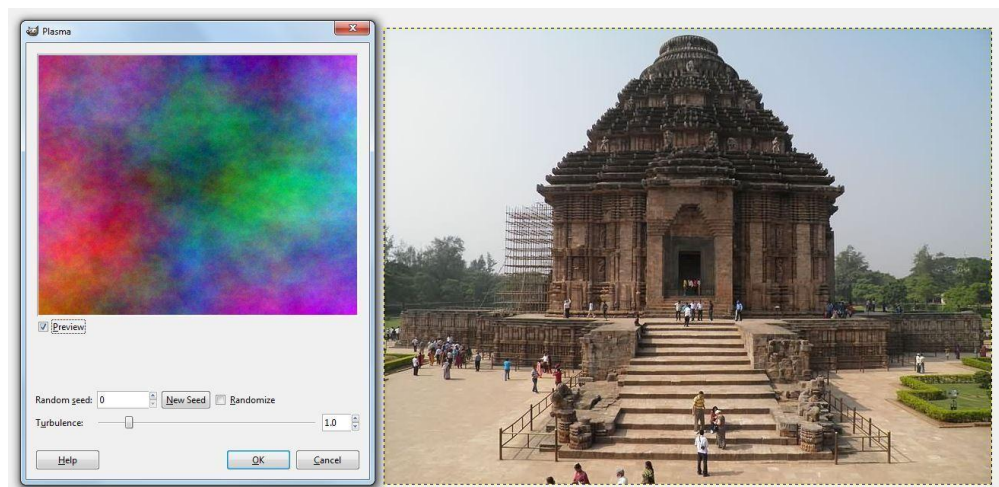 Plasma
Preview
Random seed: 0 New Seed Randomize
Turbulence: 1.0
Help OK Cancel